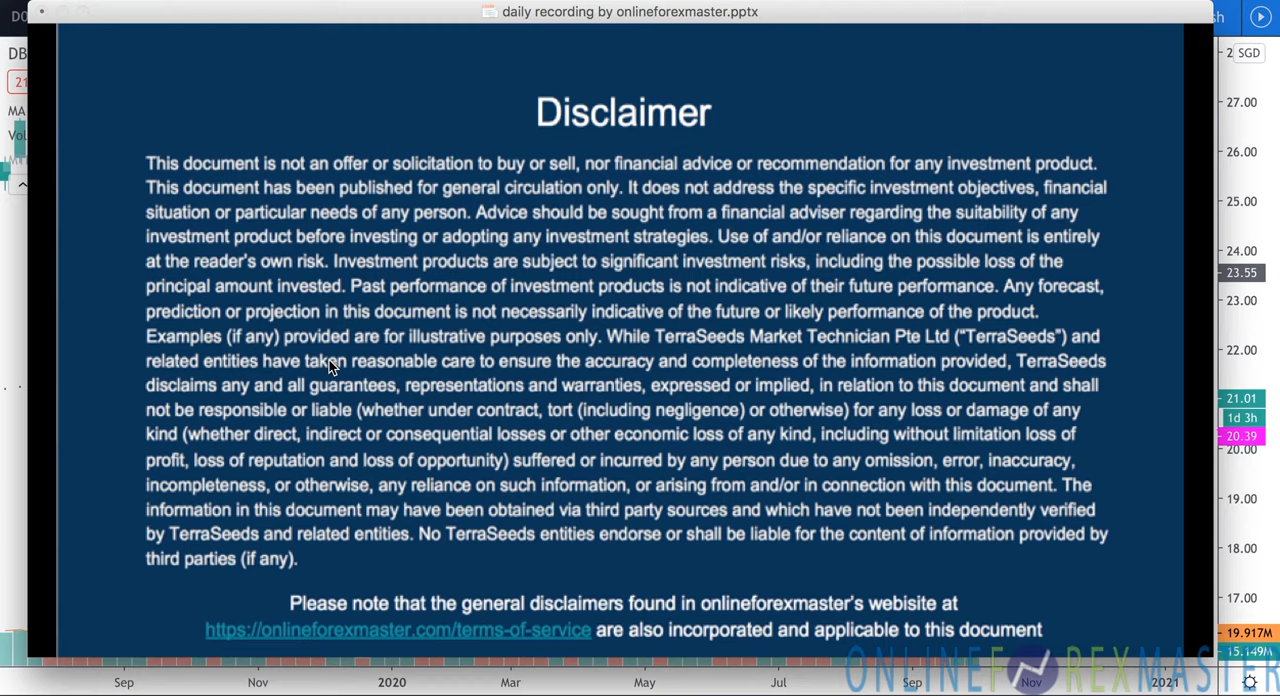 daily recording by onlineforexmaster.pptx
DB
21
MA
Vol
SGD
Disclaimer
This document is not an offer or solicitation to buy or sell, nor financial advice or recommendation for any investment product.
This document has been published for general circulation only. It does not address the specific investment objectives, financial
situation or particular needs of any person. Advice should be sought from a financial adviser regarding the suitability of any
investment product before investing or adopting any investment strategies. Use of and/or reliance on this document is entirely
at the reader's own risk. Investment products are subject to significant investment risks, including the possible loss of the
principal amount invested. Past performance of investment products is not indicative of their future performance. Any forecast,
prediction or projection in this document is not necessarily indicative of the future or likely performance of the product.
Examples (if any) provided are for illustrative purposes only. While TerraSeeds Market Technician Pte Ltd ("TerraSeeds") and
related entities have taken reasonable care to ensure the accuracy and completeness of the information provided, TerraSeeds
disclaims any and all guarantees, representations and warranties, expressed or implied, in relation to this document and shall
not be responsible or liable (whether under contract, tort (including negligence) or otherwise) for any loss or damage of any
kind (whether direct, indirect or consequential losses or other economic loss of any kind, including without limitation loss of
profit, loss of reputation and loss of opportunity) suffered or incurred by any person due to any omission, error, inaccuracy,
incompleteness, or otherwise, any reliance on such information, or arising from and/or in connection with this document. The
information in this document may have been obtained via third party sources and which have not been independently verified
by TerraSeeds and related entities. No TerraSeeds entities endorse or shall be liable for the content of information provided by
third parties (if any).
Please note that the general disclaimers found in onlineforexmaster's webisite at
https://onlineforexmaster.com/terms-of-service are also incorporated and applicable to this document
27.00
26.00
25.00
24.00
23.55
23.00
22.00
21.01
1d 3h
20.39
20.00
19.00
18.00
17.00
19.917M
15.149M
Sep Nov 2020 Mar May Jul Sep Nov 2021
ONLINEFOREXMASTER